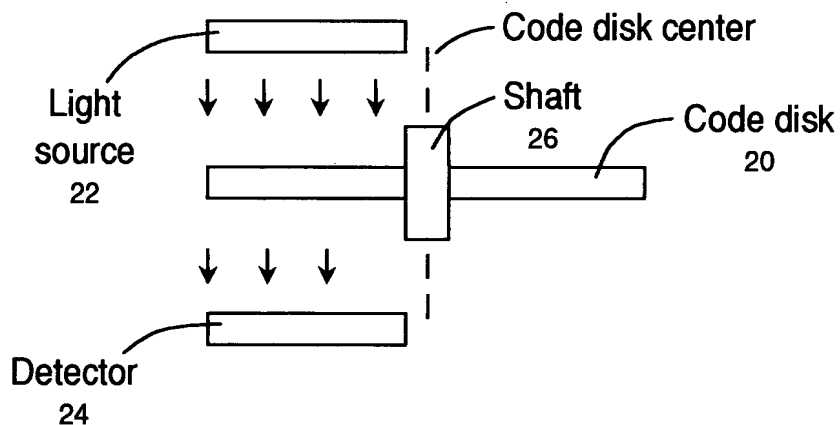 Code disk center
Light
source
22
Shaft
26
Code disk
20
Detector
24